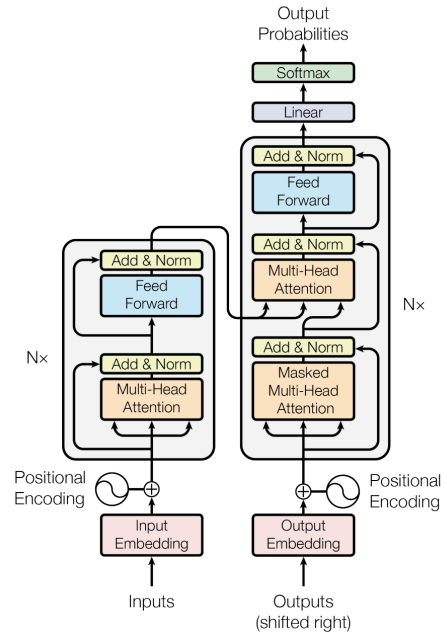 Output
Probabilities
Softmax
Linear
Add & Norm
Feed
Forward
Add & Norm
Multi-Head
Attention
Add & Norm
Masked
Multi-Head
Attention
N×
Add & Norm
Feed
Forward
Add & Norm
Multi-Head
Attention
N×
Positional
Encoding
Positional
Encoding
Input
Embedding
Output
Embedding
Inputs
Outputs
(shifted right)